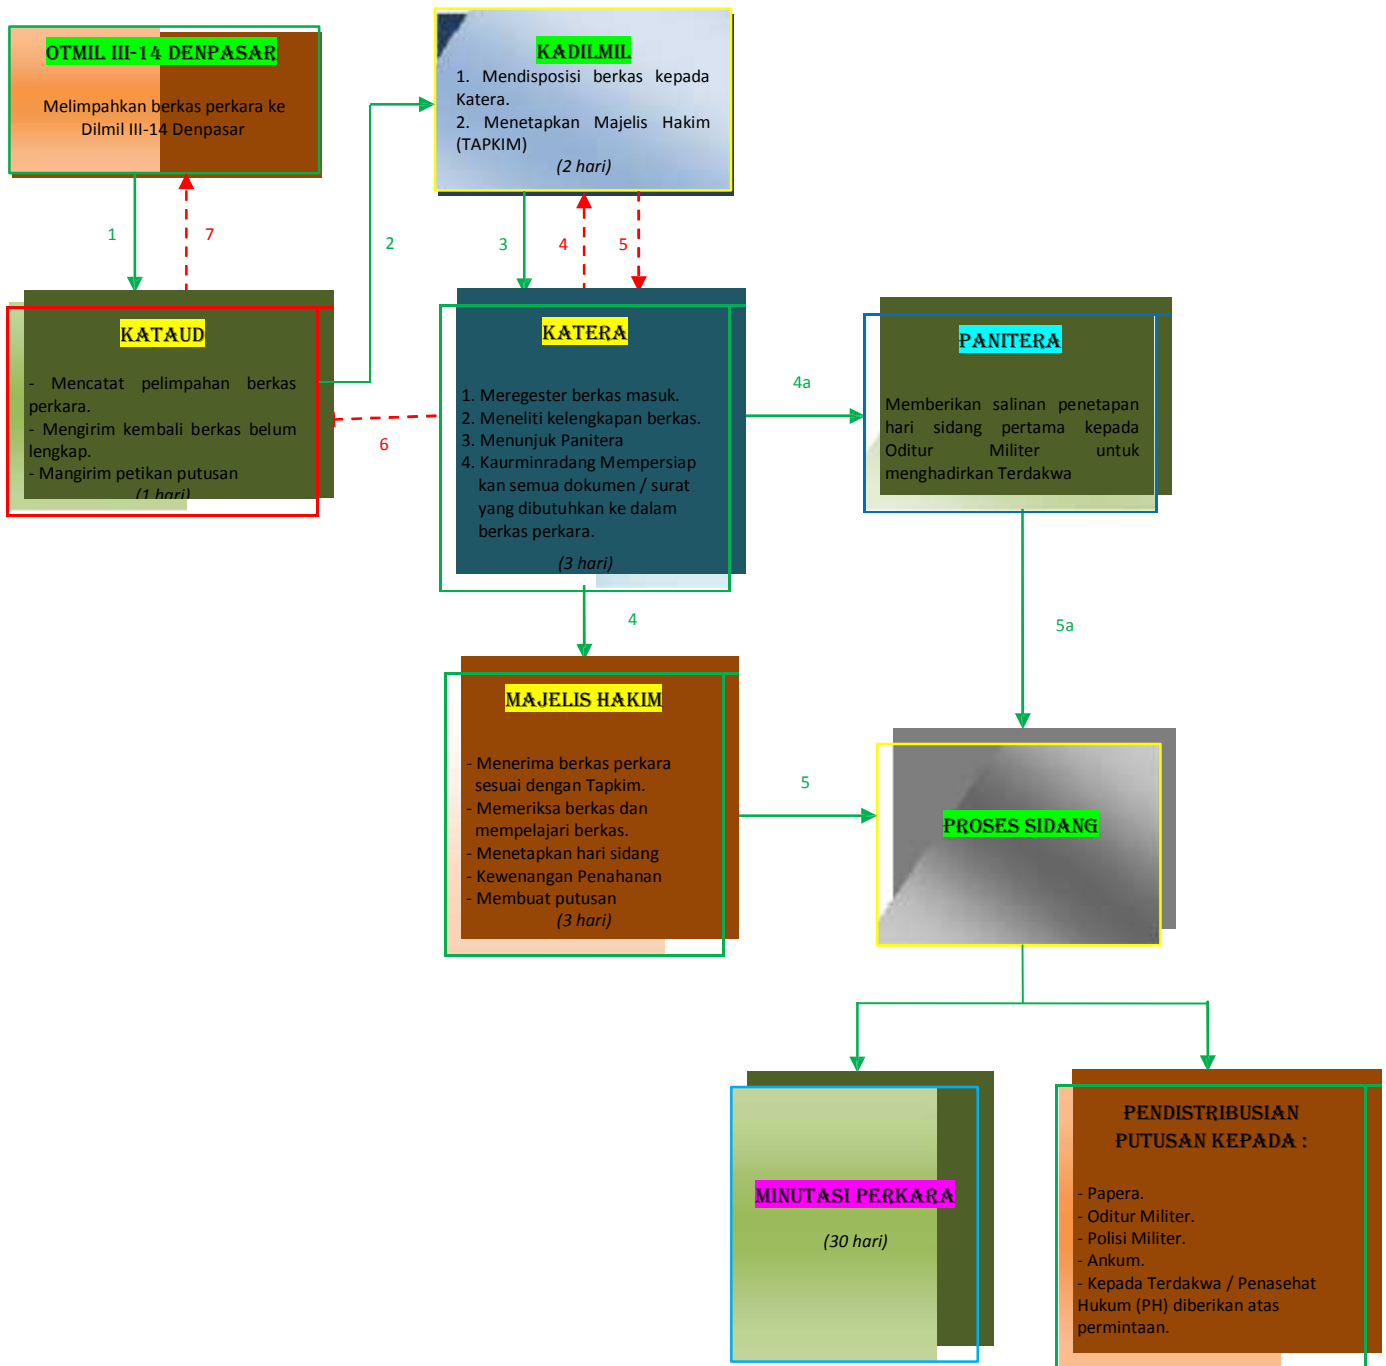 OTMIL III-14 DENPASAR
Melimpahkan berkas perkara ke
Dilmil III-14 Denpasar
KADILMIL
1. Mendisposisi berkas kepada
Katera.
2. Menetapkan Majelis Hakim
(TAPKIM)
(2 hari)
1
7
2
3
4
5
KATAUD
- Mencatat pelimpahan berkas
perkara.
- Mengirim kembali berkas belum
lengkap.
- Mangirim petikan putusan
(1 hari)
6
KATERA
1. Meregester berkas masuk.
2. Meneliti kelengkapan berkas.
3. Menunjuk Panitera
4. Kaurminradang Mempersiap
kan semua dokumen / surat
yang dibutuhkan ke dalam
berkas perkara.
(3 hari)
4a
PANITERA
Memberikan salinan penetapan
hari sidang pertama kepada
Oditur Militer untuk
menghadirkan Terdakwa
4
5a
MAJELIS HAKIM
- Menerima berkas perkara
sesuai dengan Tapkim.
- Memeriksa berkas dan
mempelajari berkas.
- Menetapkan hari sidang
- Kewenangan Penahanan
- Membuat putusan
(3 hari)
5
PROSES SIDANG
MINUTASI PERKARA
(30 hari)
PENDISTRIBUSIAN
PUTUSAN KEPADA :
- Papera.
- Oditur Militer.
- Polisi Militer.
- Ankum.
- Kepada Terdakwa / Penasehat
Hukum (PH) diberikan atas
permintaan.